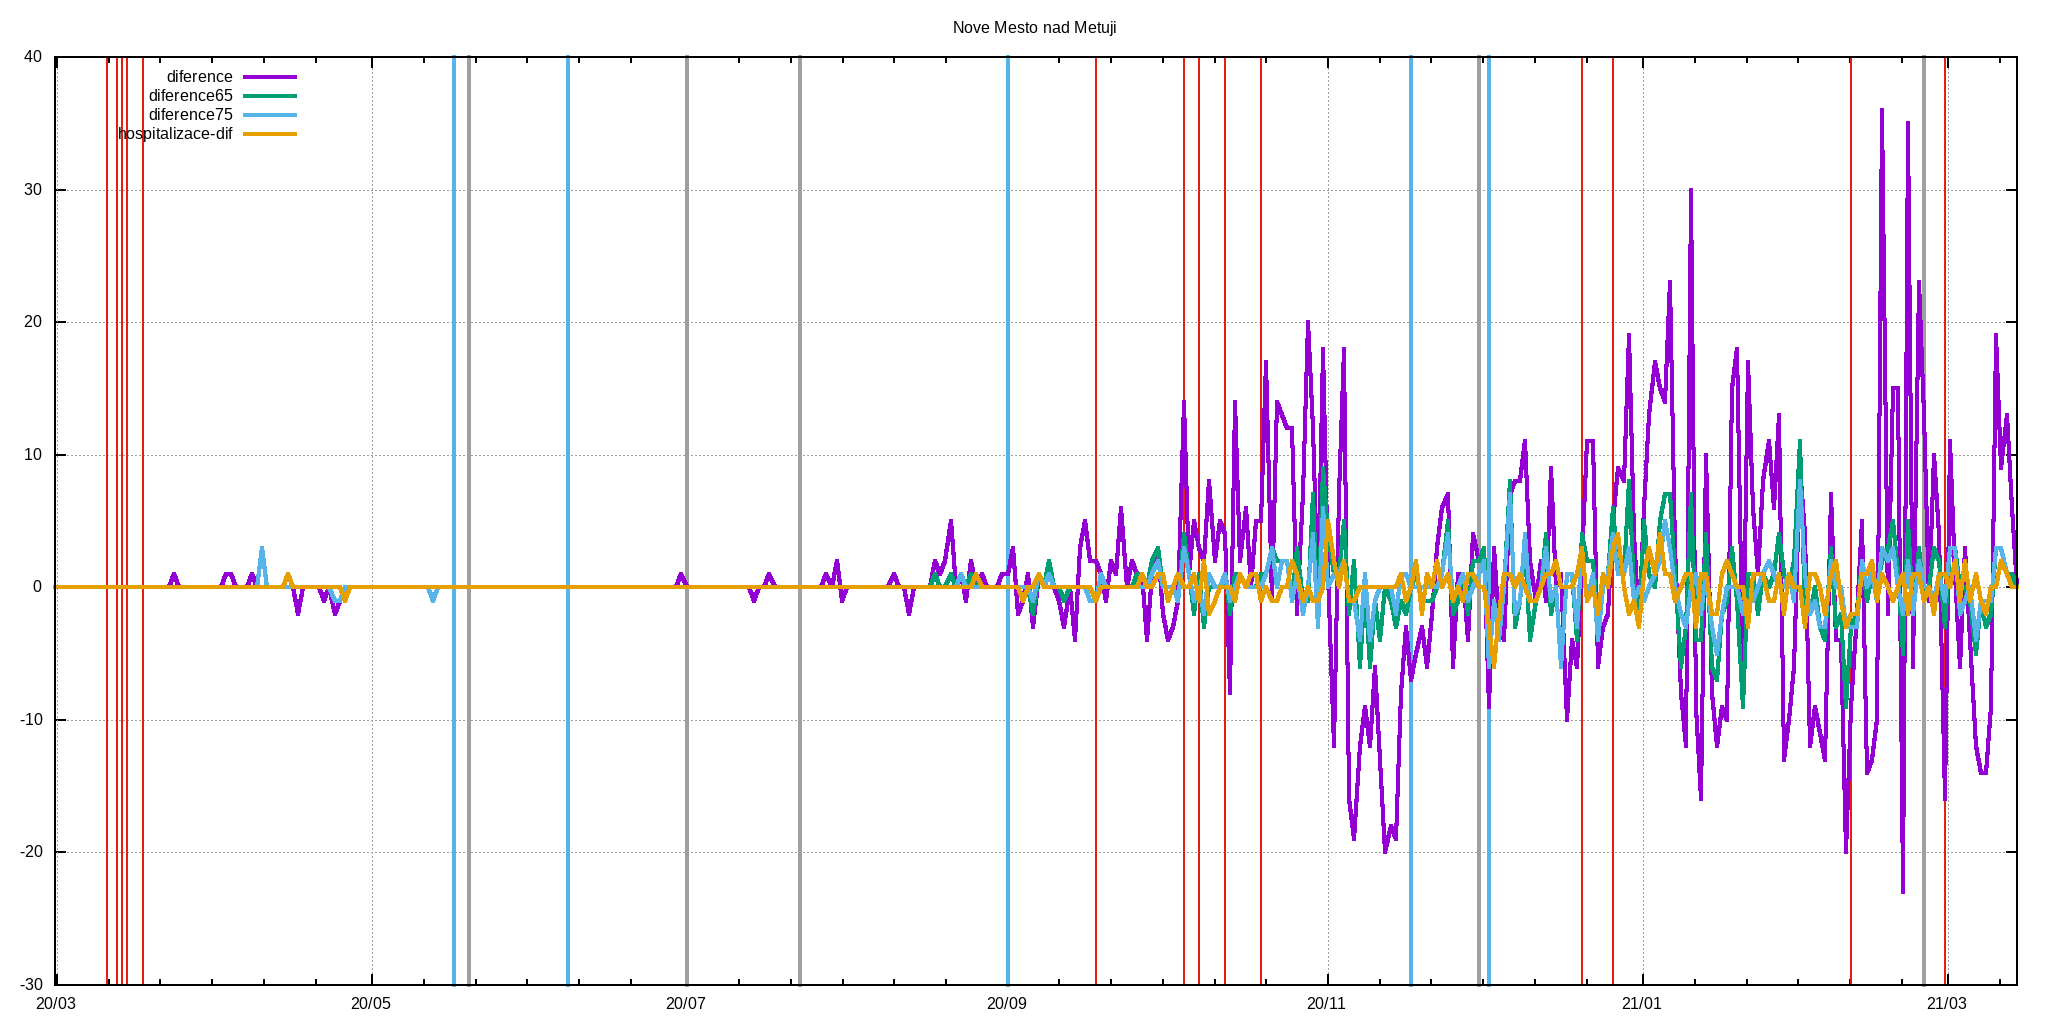 Nove Mesto nad Metuji
40
diference
diference65
diference75
hospitalizace-dif
30
20
10
0
-10
-20
-30
20/03 20/05 20/07 20/09 20/11 21/01 21/03